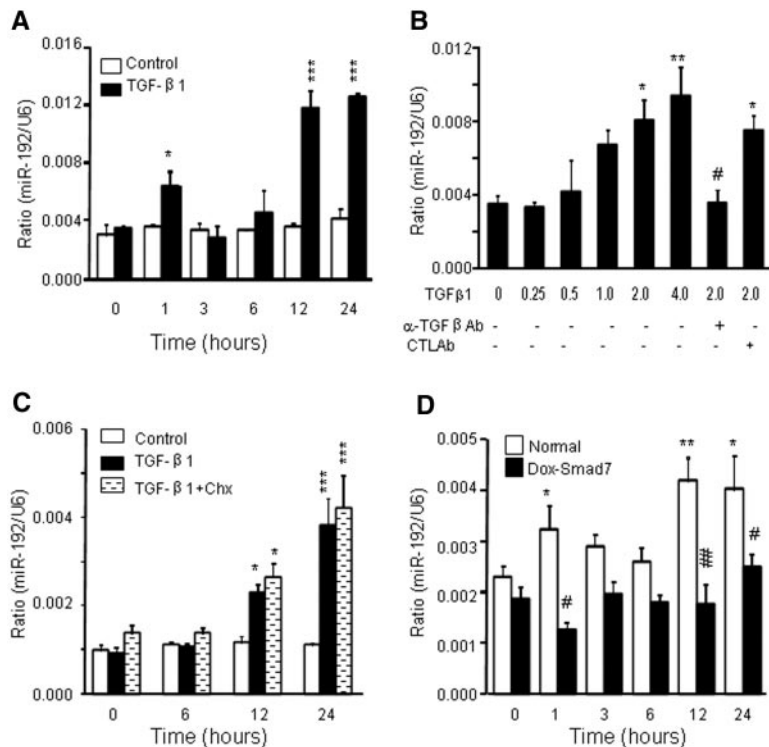 A
0.016
0.012
0.008
0.004
0.000
Ratio (miR-192/U6)
Control
TGF-β1
*
***
***
0 1 3 6 12 24
Time (hours)
B
0.012
0.008
0.004
0.000
Ratio (miR-192/U6)
*
**
#
*
TGFβ1 0 0.25 0.5 1.0 2.0 4.0 2.0 2.0
α-TGFβAb - - - - - - + -
CTLAb - - - - - - - +
C
0.006
0.004
0.002
0.000
Ratio (miR-192/U6)
Control
TGF-β1
TGF-β1+Chx
*
*
***
***
0 6 12 24
Time (hours)
D
0.005
0.004
0.003
0.002
0.001
0.000
Ratio (miR-192/U6)
Normal
Dox-Smad7
*
#
**
##
*
#
0 1 3 6 12 24
Time (hours)